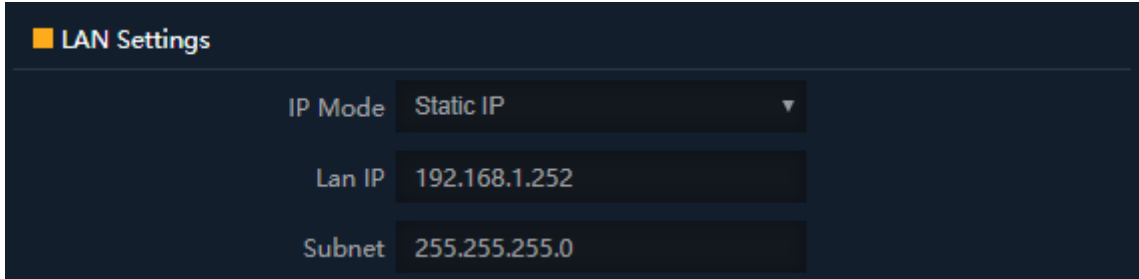 LAN Settings
IP Mode Static IP
Lan IP 192.168.1.252
Subnet 255.255.255.0